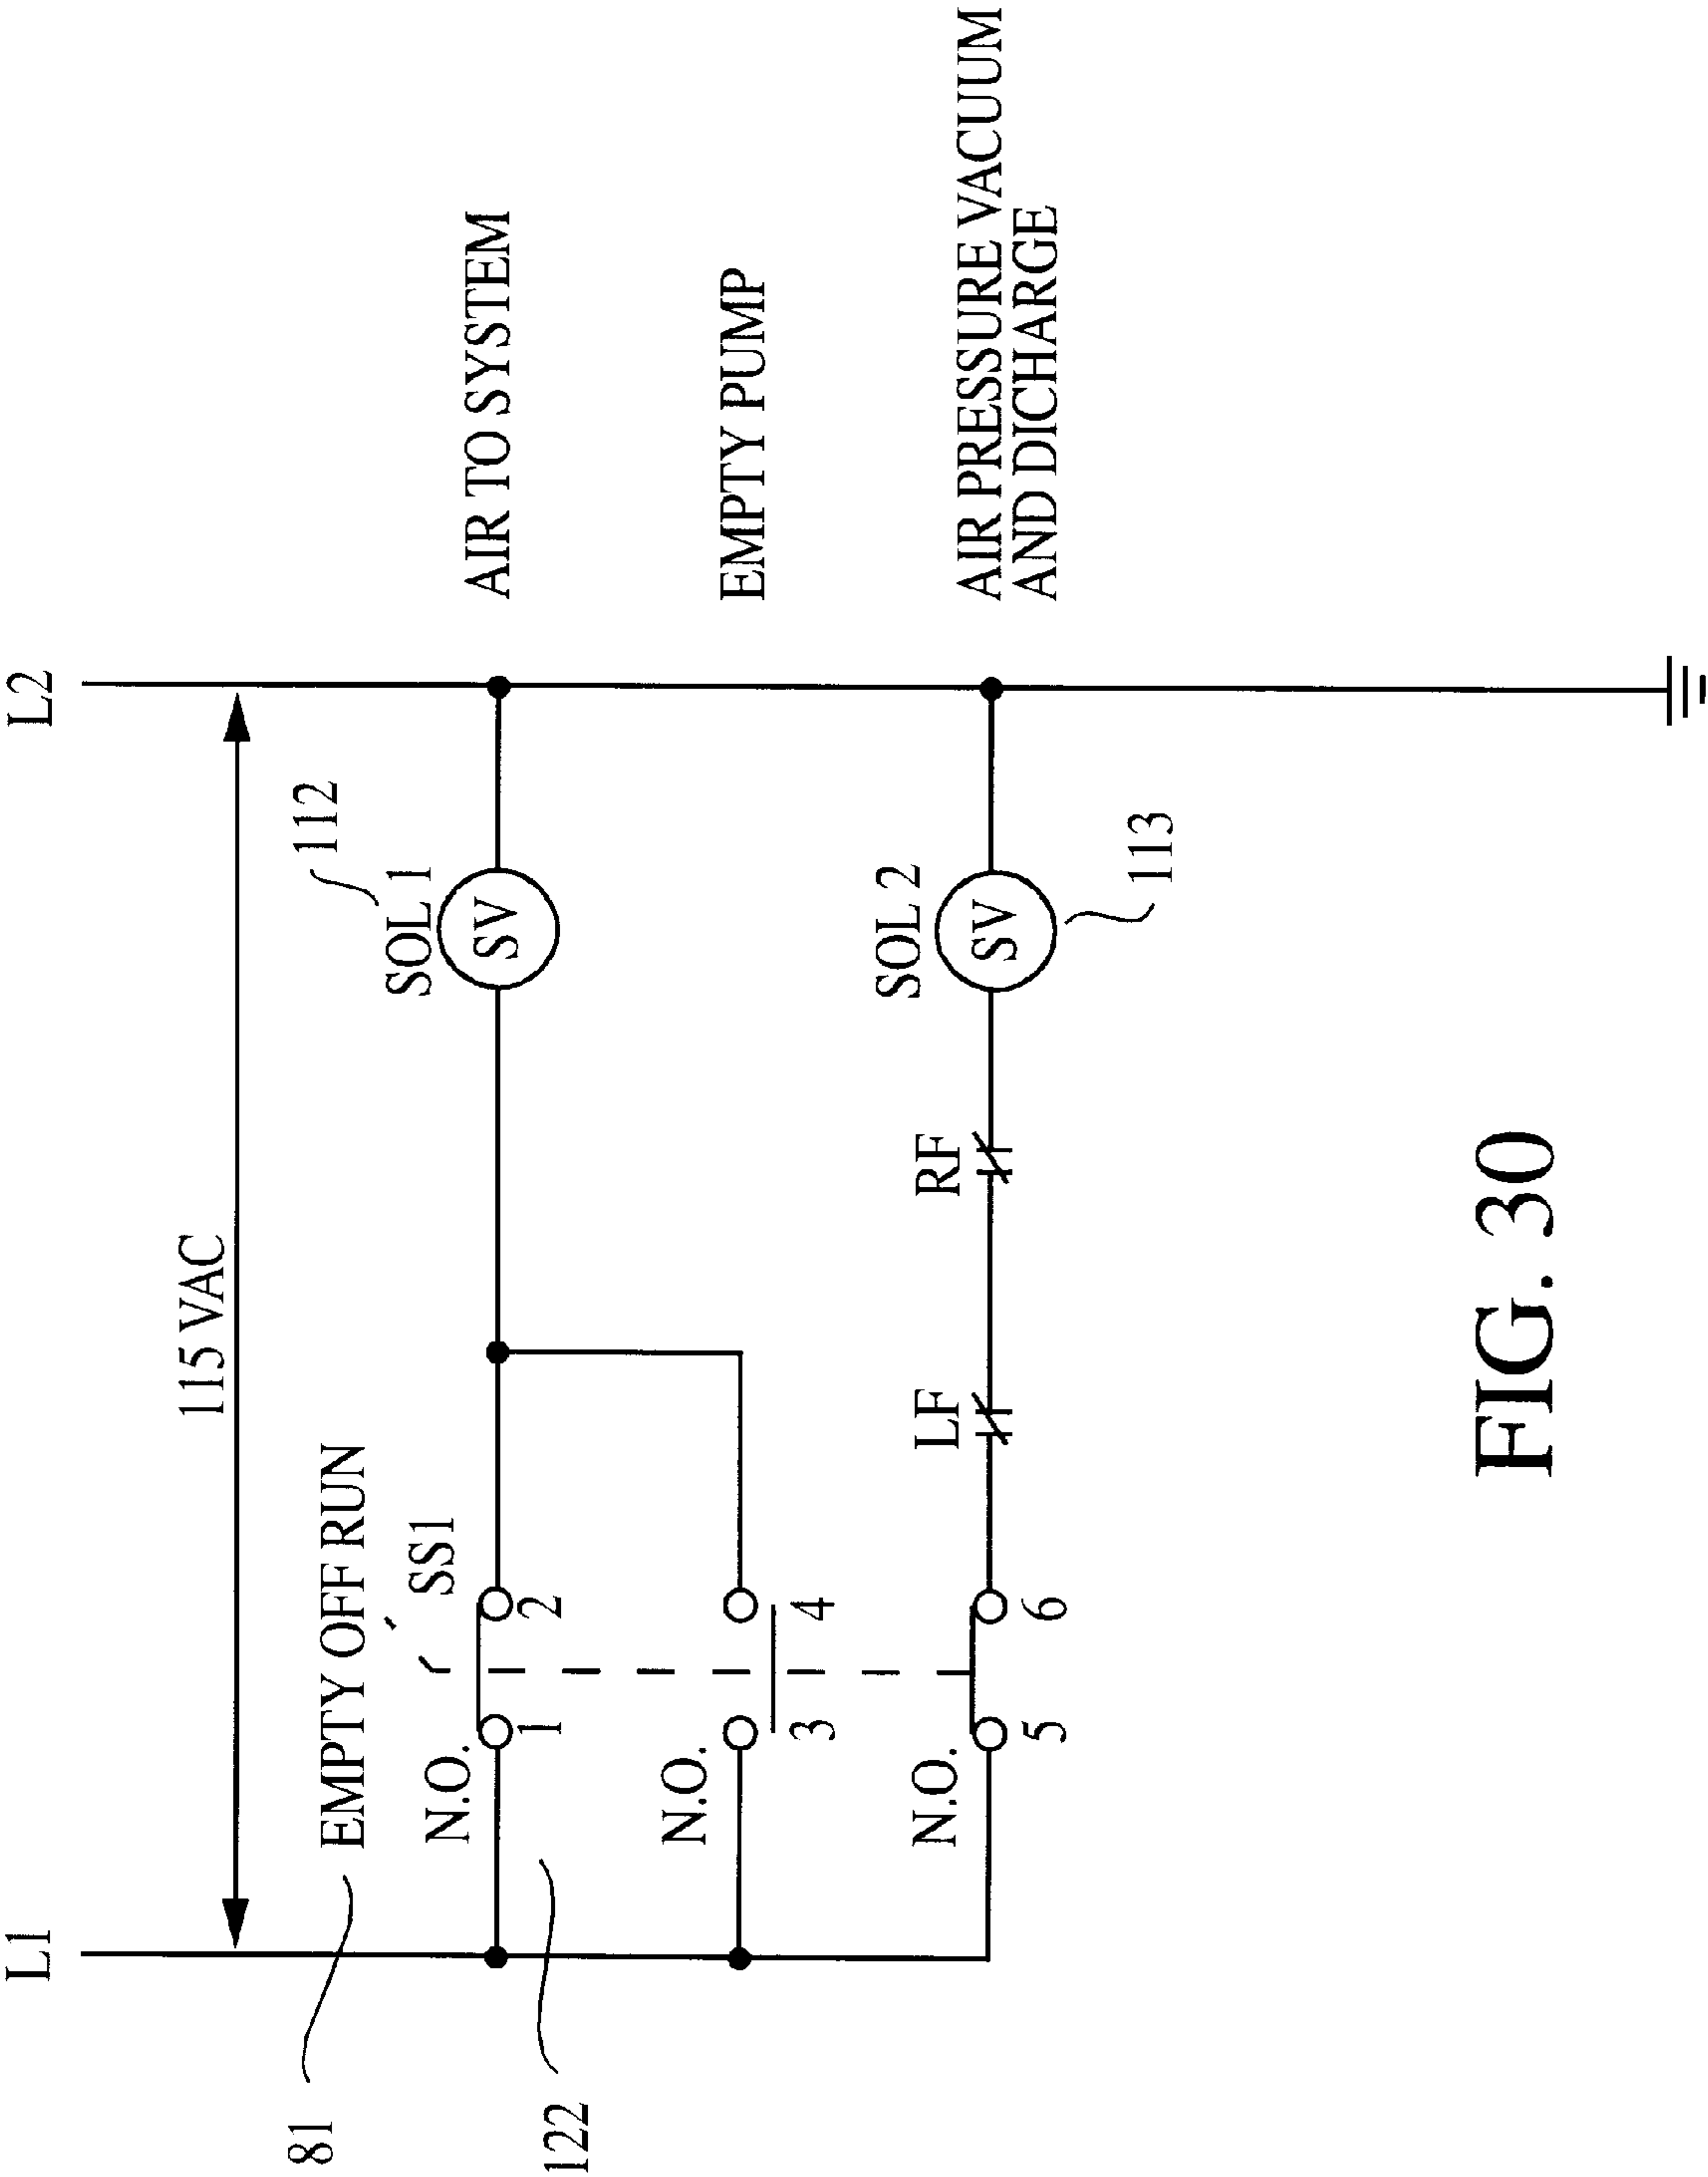 L1
L2
115 VAC
81
EMPTY OFF RUN
112
SS1
SOL 1
N.O.
SV
AIR TO SYSTEM
1
2
122
N.O.
EMPTY PUMP
3
4
SOL 2
N.O.
LF
RF
SV
AIR PRESSURE VACUUM
AND DICHARGE
5
6
113
FIG. 30